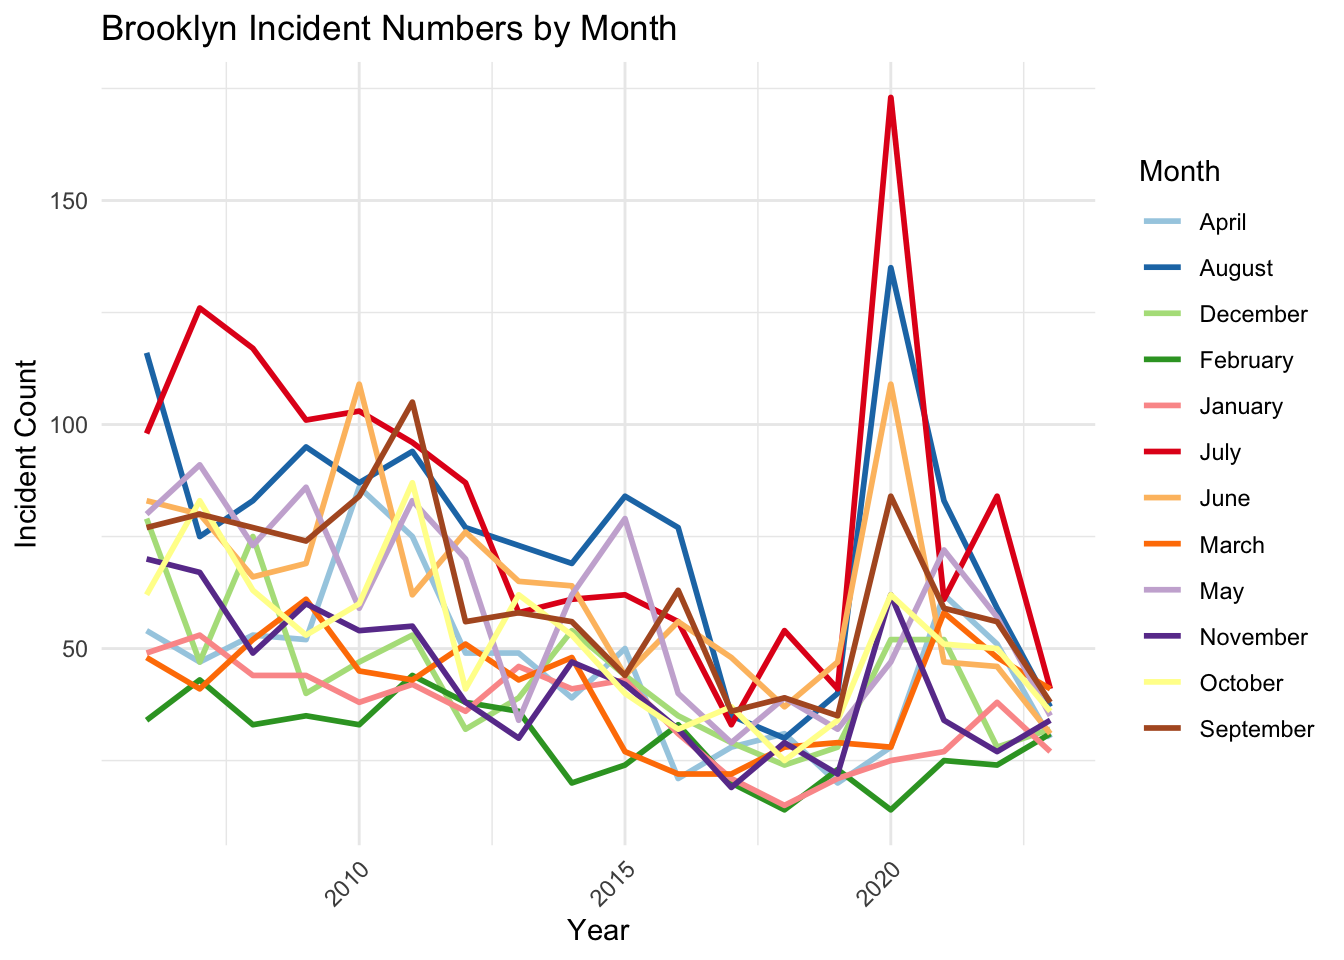 Brooklyn Incident Numbers by Month
150
100
50
Incident Count
2010
2015
2020
Year
Month
April
August
December
February
January
July
June
March
May
November
October
September